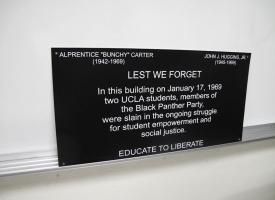 * ALPRENTICE "BUNCHY" CARTER JOHN J. HUGGINS, JR. *
(1942-1969) (1945-1969)
LEST WE FORGET
In this building on January 17, 1969
two UCLA students, members of
the Black Panther Party,
were slain in the ongoing struggle
for student empowerment and
social justice.
EDUCATE TO LIBERATE